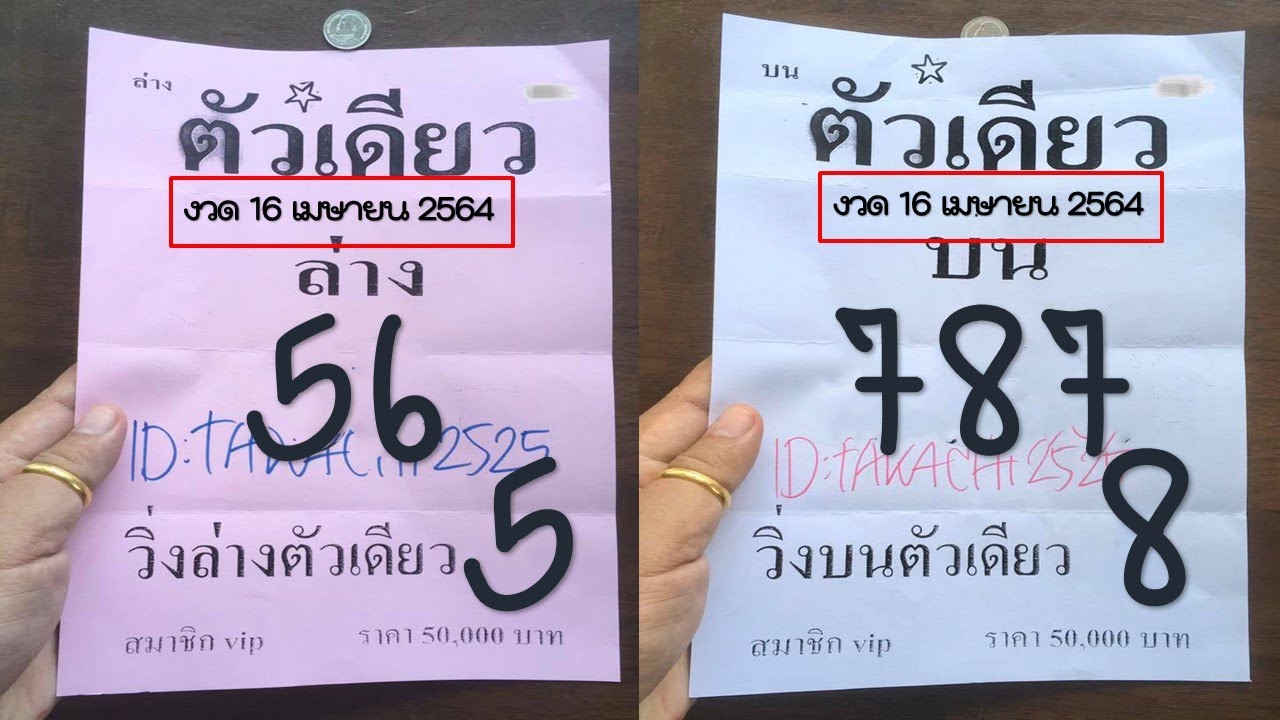 ล่าง
ตัวเดียว
งวด 16 เมษายน 2564
ล่าง
56
ID:TAWACHI2525
วิ่งล่างตัวเดียว 5
สมาชิก vip ราคา 50,000 บาท
บน
ตัวเดียว
งวด 16 เมษายน 2564
บน
787
ID:TAWACHI2525
วิ่งบนตัวเดียว 8
สมาชิก vip ราคา 50,000 บาท